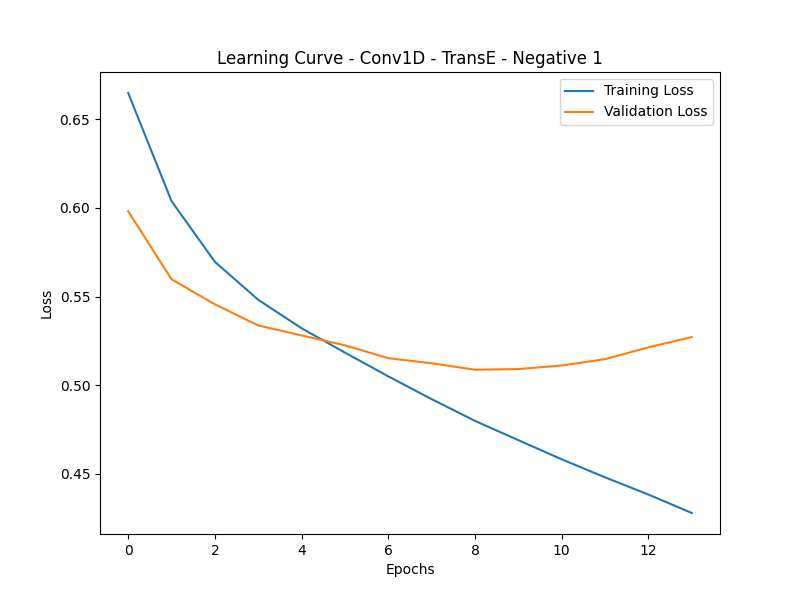 Learning Curve - Conv1D - TransE - Negative 1
Training Loss
Validation Loss
Loss
0.65
0.60
0.55
0.50
0.45
0 2 4 6 8 10 12
Epochs